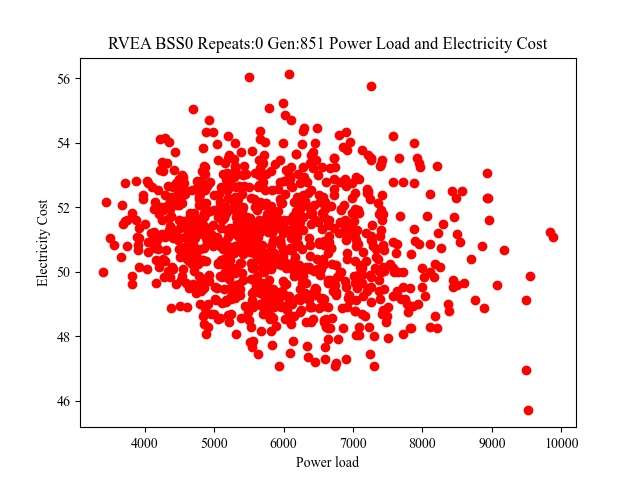 RVEA BSS0 Repeats:0 Gen:851 Power Load and Electricity Cost
56
54
52
50
48
46
Electricity Cost
4000 5000 6000 7000 8000 9000 10000
Power load